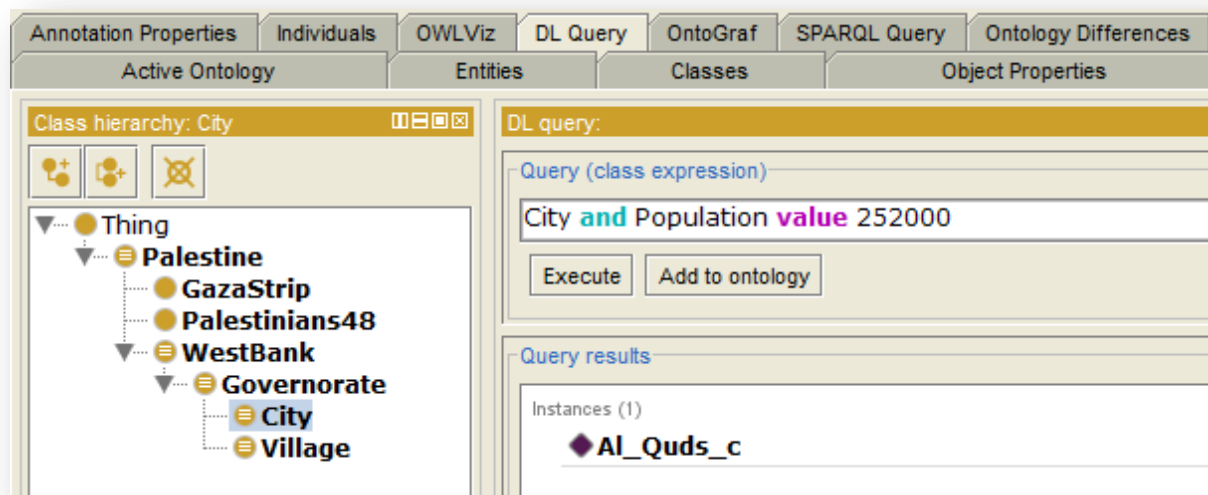 Annotation Properties Individuals OWLViz DL Query OntoGraf SPARQL Query Ontology Differences
Active Ontology Entities Classes Object Properties
Class hierarchy: City
DL query:
Query (class expression)
City and Population value 252000
Execute Add to ontology
Thing
Palestine
GazaStrip
Palestinians48
WestBank
Governorate
City
Village
Query results
Instances (1)
Al_Quds_c